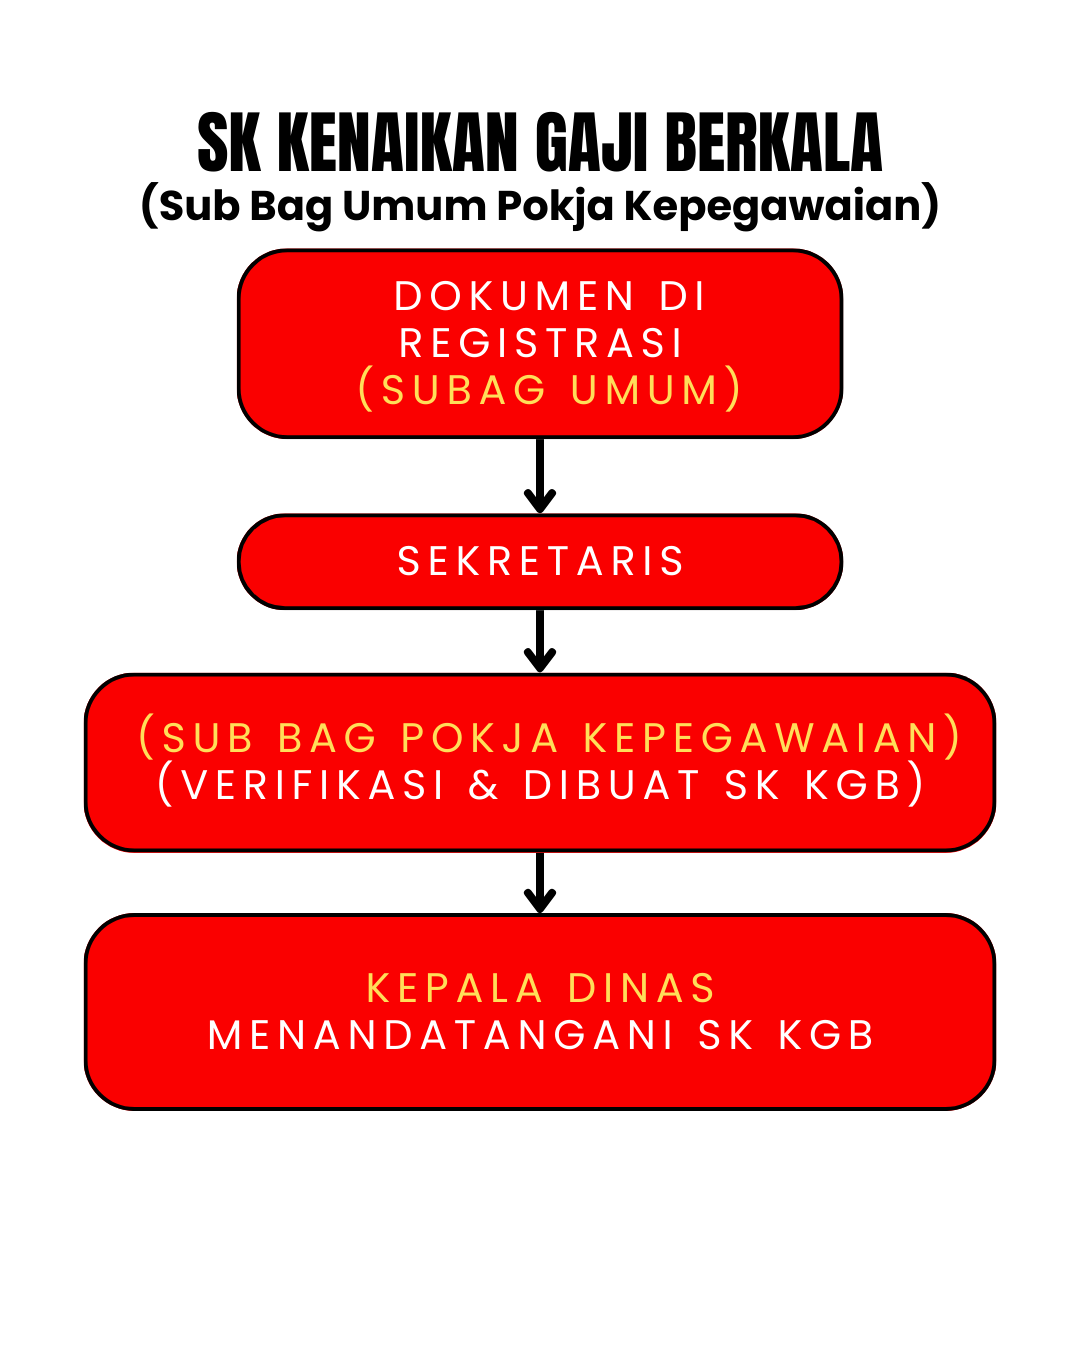 SK KENAIKAN GAJI BERKALA
(Sub Bag Umum Pokja Kepegawaian)
DOKUMEN DI
REGISTRASI
(SUBAG UMUM)
SEKRETARIS
(SUB BAG POKJA KEPEGAWAIAN)
(VERIFIKASI & DIBUAT SK KGB)
KEPALA DINAS
MENANDATANGANI SK KGB